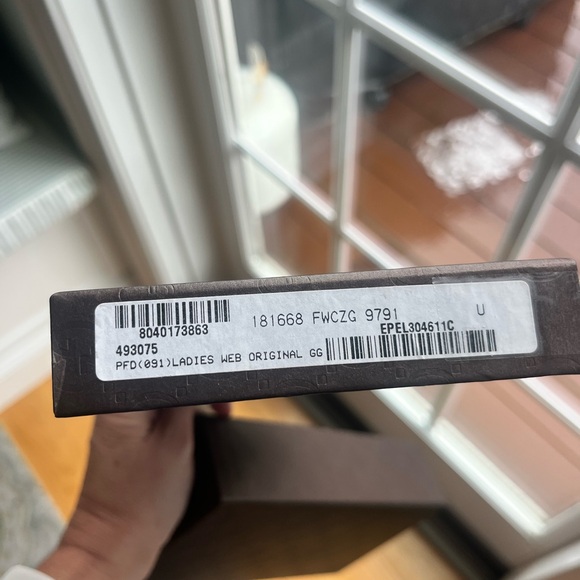 181668 FWCZG 9791 U
8040173863
EPEL304611C
493075
PFD(091)LADIES WEB ORIGINAL GG